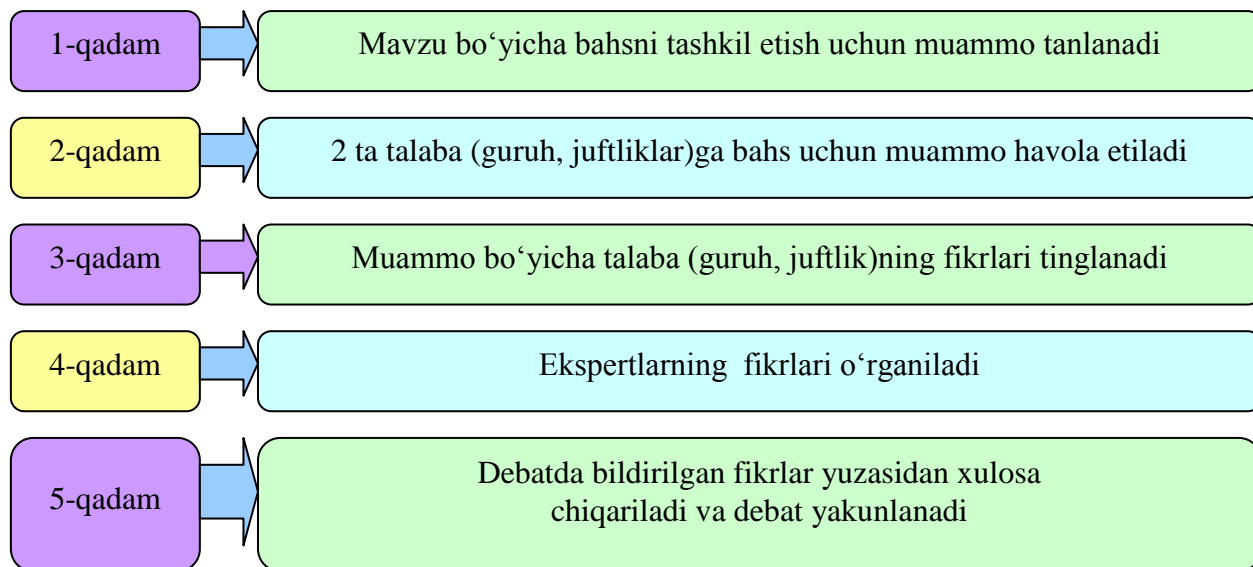 1-qadam
Mavzu bo‘yicha bahsni tashkil etish uchun muammo tanlanadi
2-qadam
2 ta talaba (guruh, juftliklar)ga bahs uchun muammo havola etiladi
3-qadam
Muammo bo‘yicha talaba (guruh, juftlik)ning fikrlari tinglanadi
4-qadam
Ekspertlarning fikrlari o‘rganiladi
5-qadam
Debatda bildirilgan fikrlar yuzasidan xulosa
chiqariladi va debat yakunlanadi